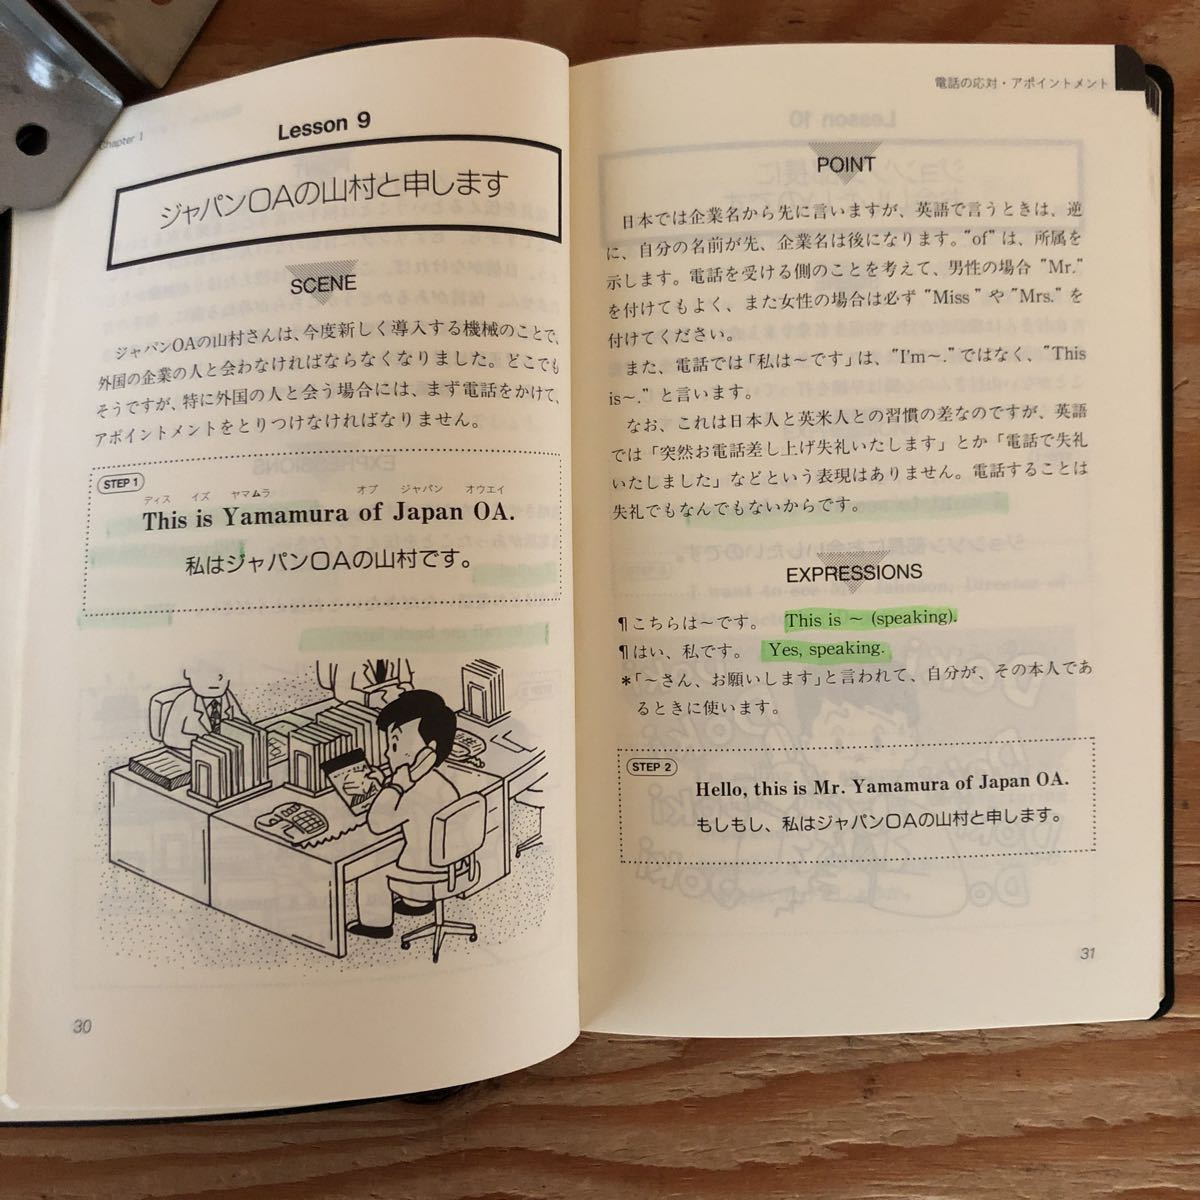 Chapter 1
Lesson 9
ジャパンOAの山村と申します
SCENE
ジャパンOAの山村さんは、今度新しく導入する機械のことで、
外国の企業の人と会わなければならなくなりました。どこでも
そうですが、特に外国の人と会う場合には、まず電話をかけて、
アポイントメントをとりつけなければなりません。
STEP 1
ディス イズ ヤマムラ オブ ジャパン オウエイ
This is Yamamura of Japan OA.
私はジャパンOAの山村です。
30
電話の応対・アポイントメント
POINT
日本では企業名から先に言いますが、英語で言うときは、逆
に、自分の名前が先、企業名は後になります。"of"は、所属を
示します。電話を受ける側のことを考えて、男性の場合 "Mr."
を付けてもよく、また女性の場合は必ず "Miss" や "Mrs." を
付けてください。
また、電話では「私は〜です」は、"I'm〜." ではなく、"This
is〜." と言います。
なお、これは日本人と英米人との習慣の差なのですが、英語
では「突然お電話差し上げ失礼いたします」とか「電話で失礼
いたしました」などという表現はありません。電話することは
失礼でもなんでもないからです。
EXPRESSIONS
¶こちらは〜です。 This is 〜 (speaking).
¶はい、私です。 Yes, speaking.
*「〜さん、お願いします」と言われて、自分が、その本人であ
るときに使います。
STEP 2
Hello, this is Mr. Yamamura of Japan OA.
もしもし、私はジャパンOAの山村と申します。
31